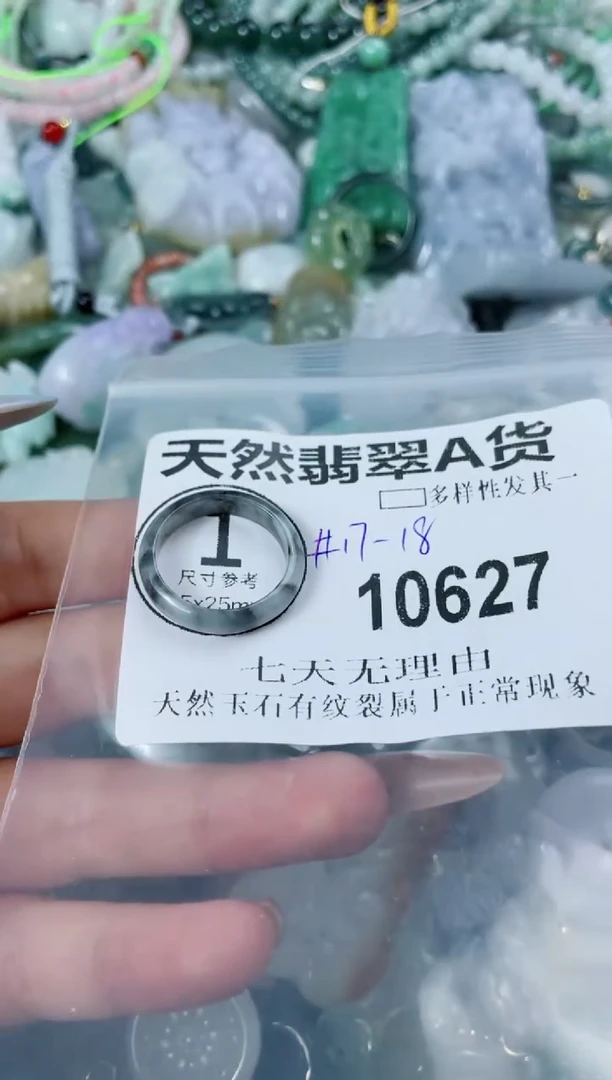 天然翡翠A货
多样性发其一
#17-18
1
尺寸参考
5x25m
10627
七天无理由
天然玉石有纹裂属于正常现象